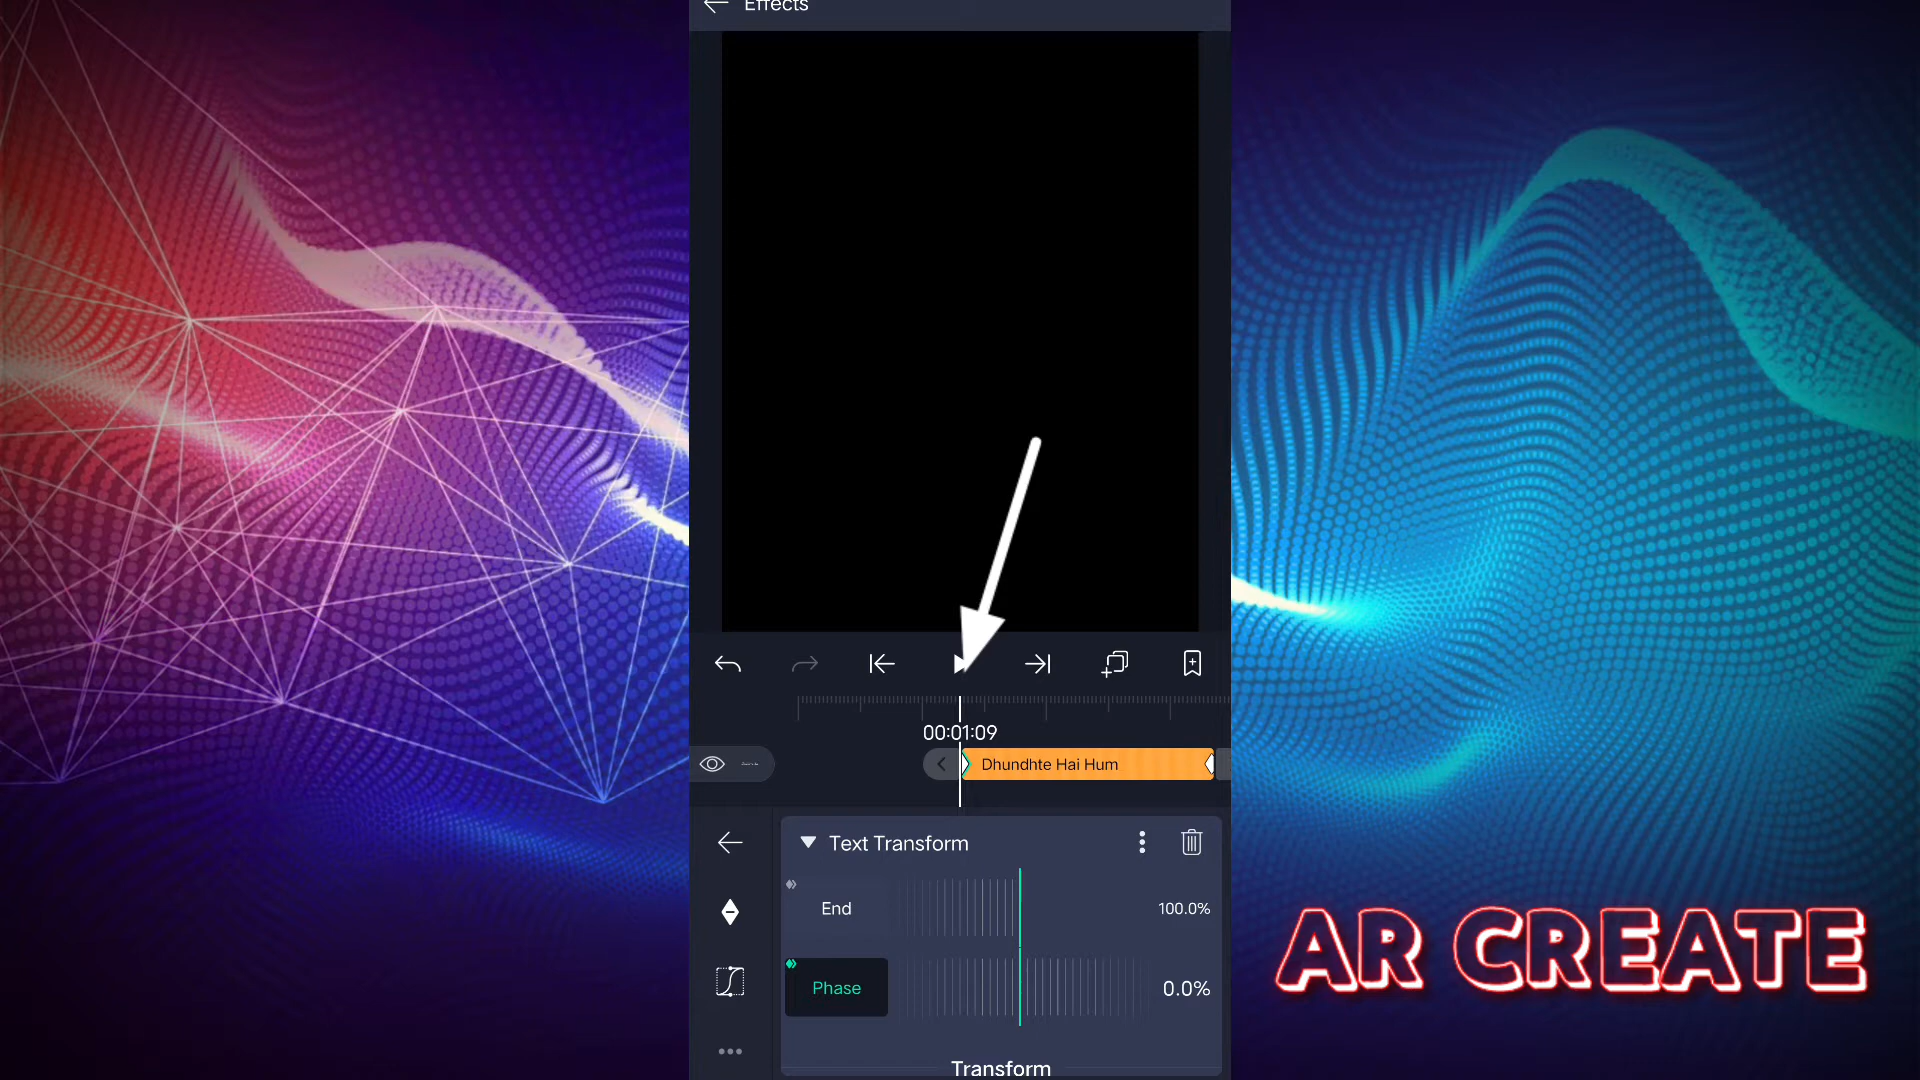 Effects
00:01:09
Dhundhte Hai Hum
Text Transform
End
100.0%
Phase
0.0%
Transform
AR CREATE